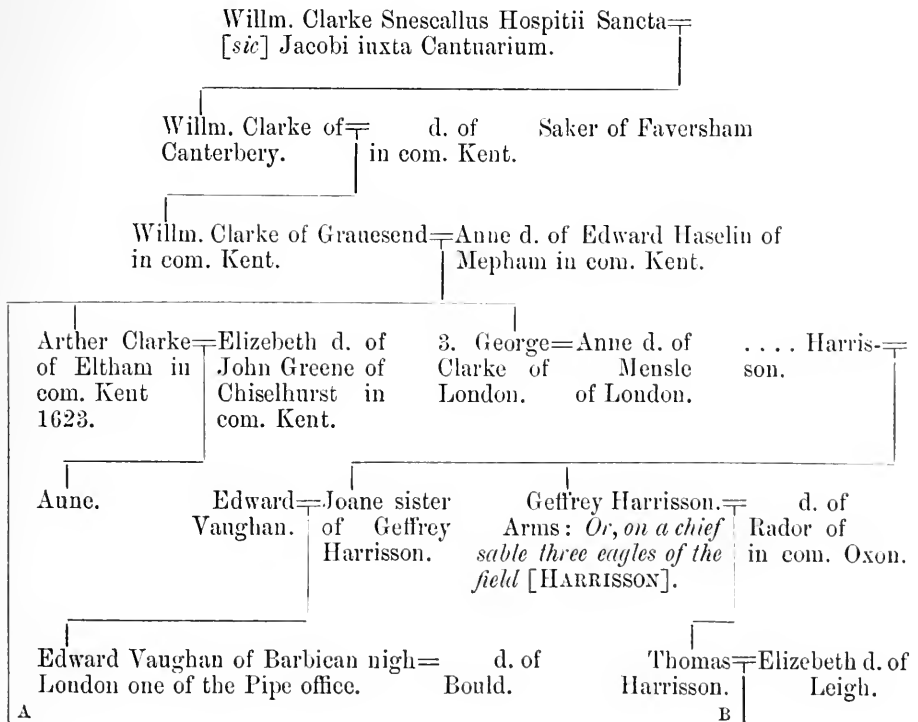 Willm. Clarke Snescallus Hospitii Sancta
[sic] Jacobi iuxta Cantuarium.
Willm. Clarke of d. of Saker of Faversham
Canterbery. in com. Kent.
Willm. Clarke of Grauesend Anne d. of Edward Haselin of
in com. Kent. Mepham in com. Kent.
Arther Clarke Elizebeth d. of 3. George=Anne d. of .... Harris-
of Eltham in John Greene of Clarke of Mensle son.
com. Kent Chiselhurst in London. of London.
1623. com. Kent.
Anne. Edward Joane sister Geffrey Harrisson. d. of
Vaughan. of Geffrey Arms: Or, on a chief Rador of
Harrisson. sable three eagles of the in com. Oxon.
field [HARRISSON].
Edward Vaughan of Barbican nigh= d. of Thomas Elizebeth d. of
London one of the Pipe office. Bould. Harrisson. Leigh.
A B